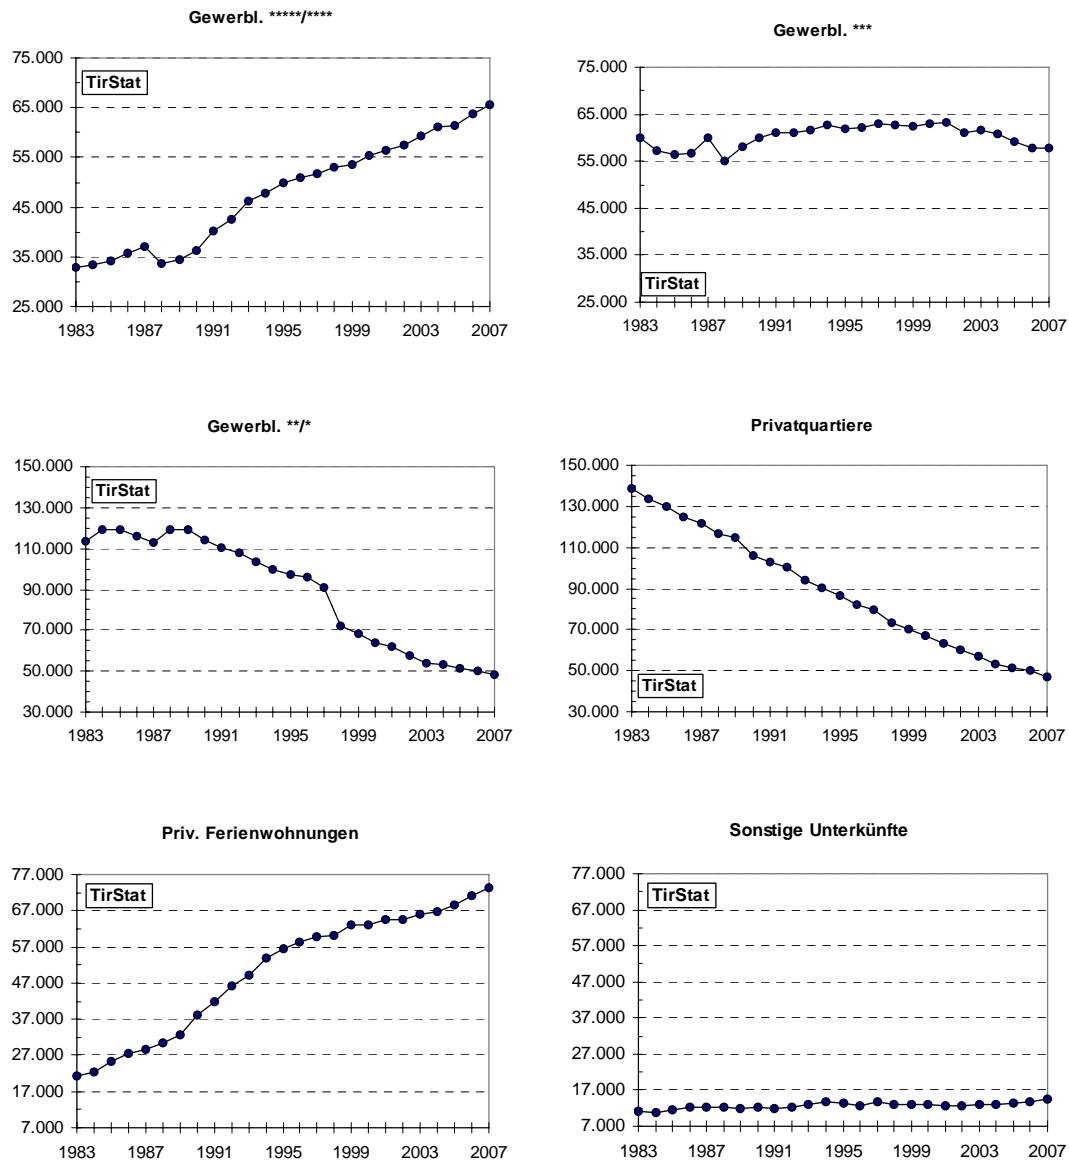 Gewerbl. *****/****
75.000
65.000
55.000
45.000
35.000
25.000
TirStat
1983 1987 1991 1995 1999 2003 2007
Gewerbl. ***
75.000
65.000
55.000
45.000
35.000
25.000
TirStat
1983 1987 1991 1995 1999 2003 2007
Gewerbl. **/*
150.000
130.000
110.000
90.000
70.000
50.000
30.000
TirStat
1983 1987 1991 1995 1999 2003 2007
Privatquartiere
150.000
130.000
110.000
90.000
70.000
50.000
30.000
TirStat
1983 1987 1991 1995 1999 2003 2007
Priv. Ferienwohnungen
77.000
67.000
57.000
47.000
37.000
27.000
17.000
7.000
TirStat
1983 1987 1991 1995 1999 2003 2007
Sonstige Unterkünfte
77.000
67.000
57.000
47.000
37.000
27.000
17.000
7.000
TirStat
1983 1987 1991 1995 1999 2003 2007